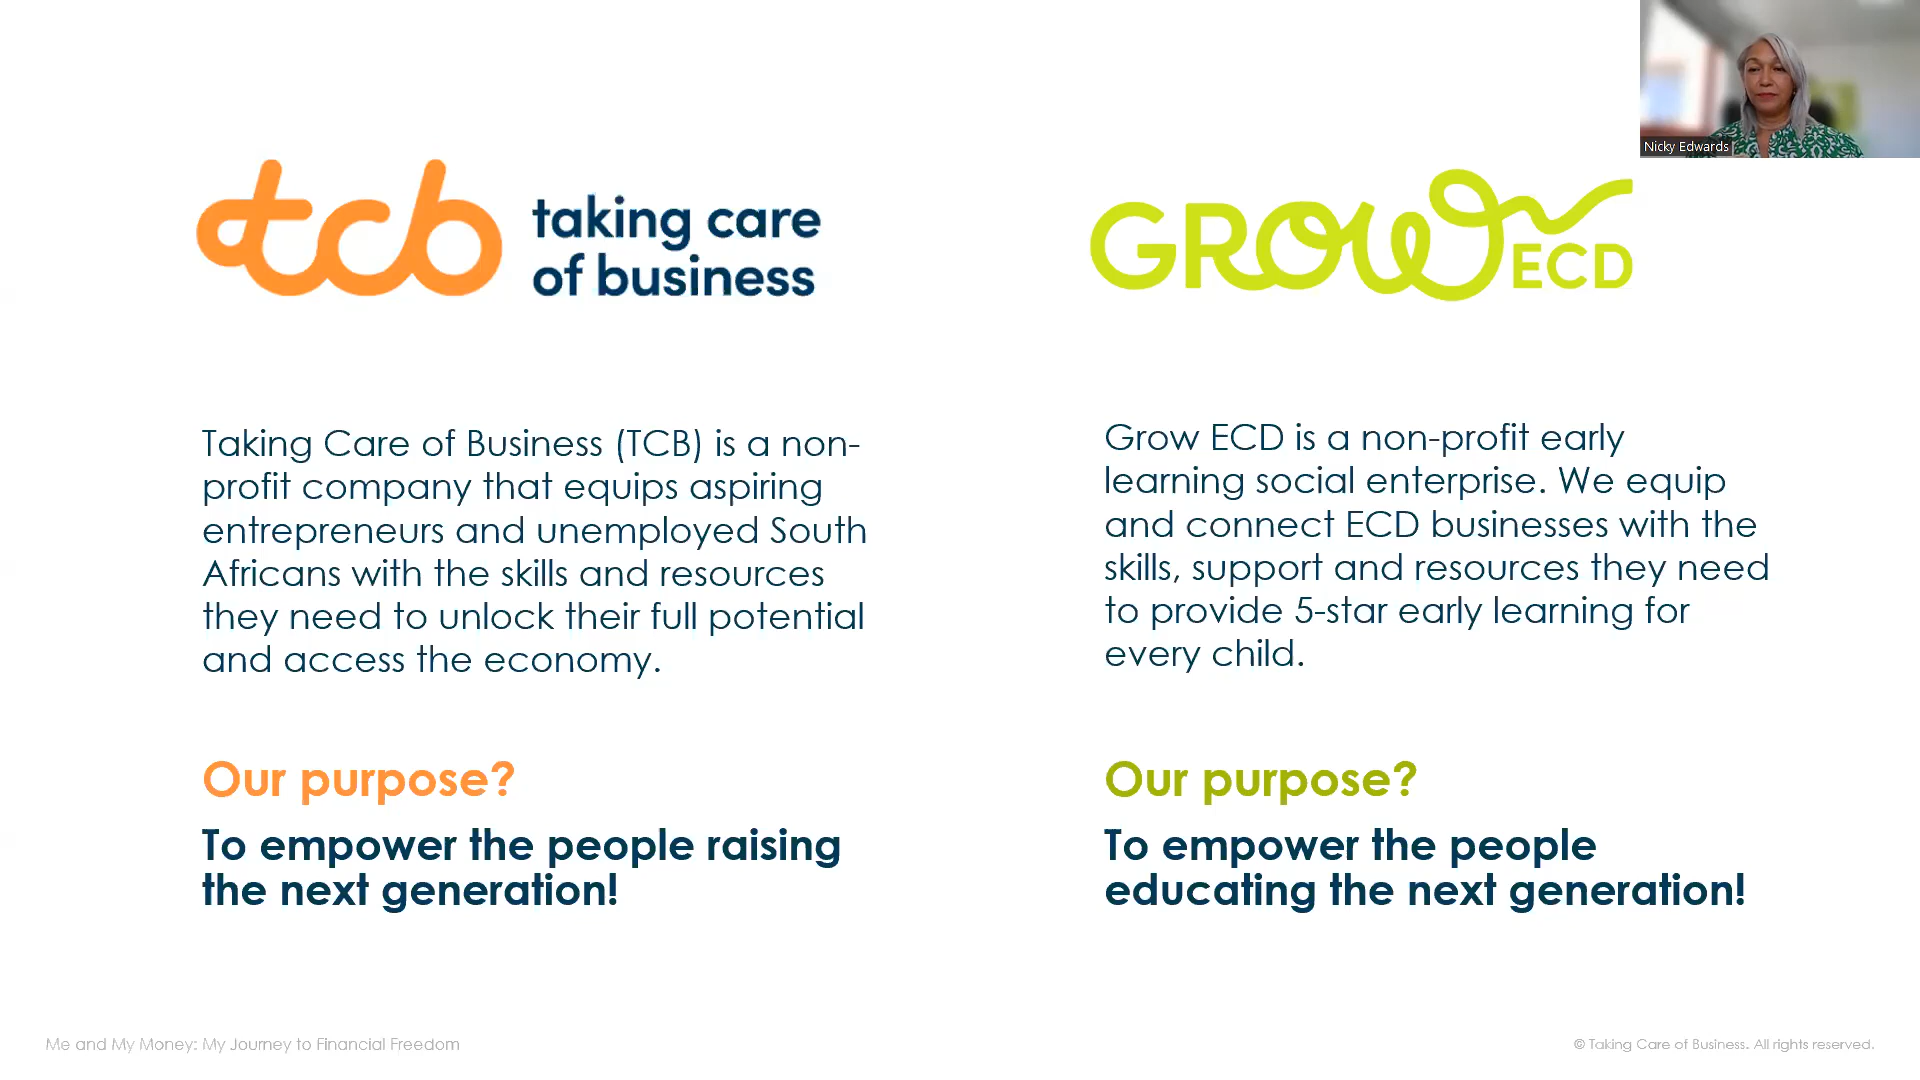 Nicky Edwards
tcb
taking care
of business
Taking Care of Business (TCB) is a non-
profit company that equips aspiring
entrepreneurs and unemployed South
Africans with the skills and resources
they need to unlock their full potential
and access the economy.
Our purpose?
To empower the people raising
the next generation!
GROW
ECD
Grow ECD is a non-profit early
learning social enterprise. We equip
and connect ECD businesses with the
skills, support and resources they need
to provide 5-star early learning for
every child.
Our purpose?
To empower the people
educating the next generation!
Me and My Money: My Journey to Financial Freedom
© Taking Care of Business. All rights reserved.